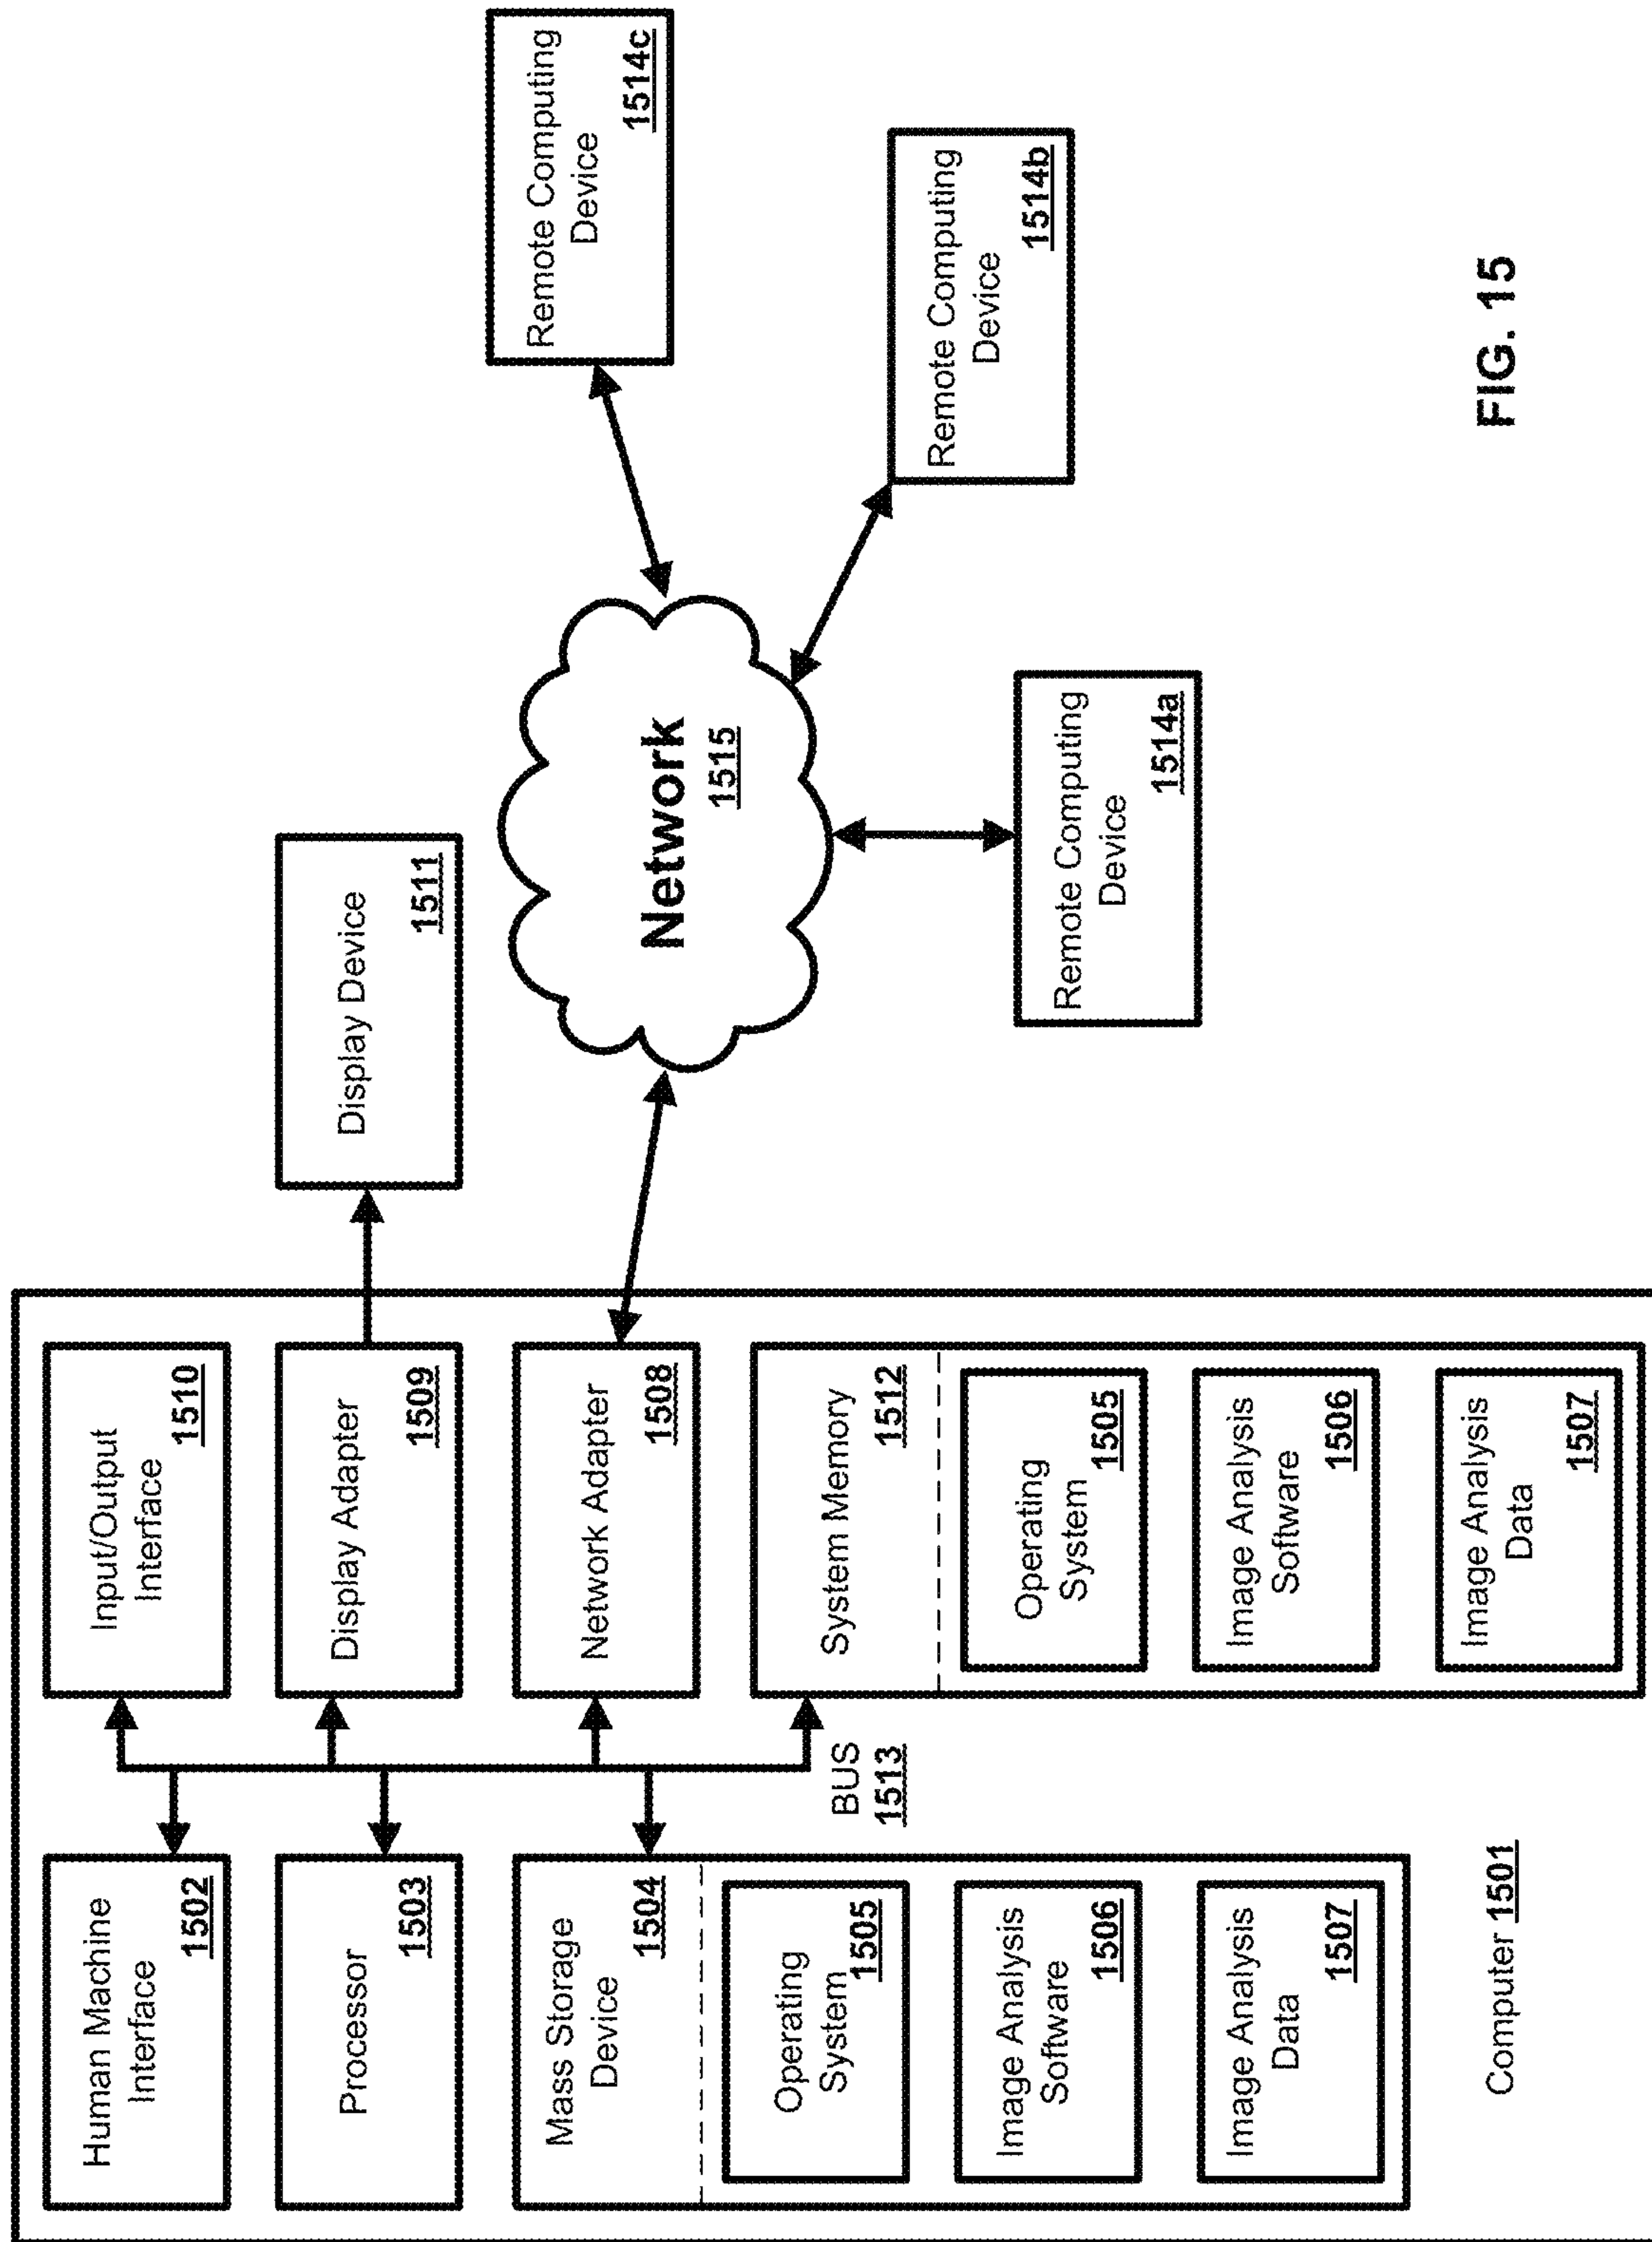 Human Machine
Interface
1502
Processor
1503
Mass Storage
Device
1504
Operating
System
1505
Image Analysis
Software
1506
Image Analysis
Data
1507
Computer 1501
BUS
1513
Input/Output
Interface
1510
Display Adapter
1509
Network Adapter
1508
System Memory
1512
Operating
System
1505
Image Analysis
Software
1506
Image Analysis
Data
1507
Display Device
1511
Network
1515
Remote Computing
Device
1514a
Remote Computing
Device
1514b
Remote Computing
Device
1514c
FIG. 15